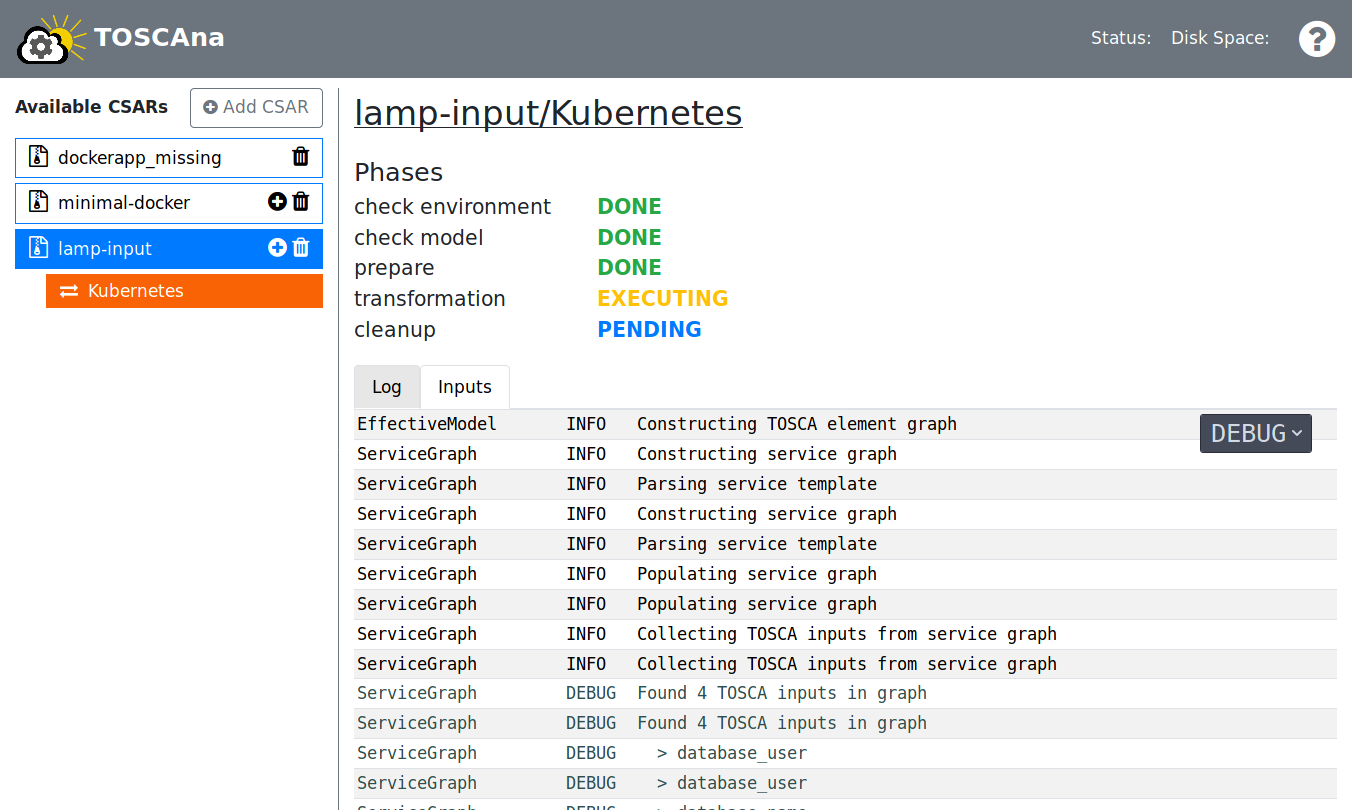 TOSCAna
Status: Disk Space:
Available CSARs
Add CSAR
dockerapp_missing
minimal-docker
lamp-input
Kubernetes
lamp-input/Kubernetes
Phases
check environment DONE
check model DONE
prepare DONE
transformation EXECUTING
cleanup PENDING
Log Inputs
DEBUG
EffectiveModel INFO Constructing TOSCA element graph
ServiceGraph INFO Constructing service graph
ServiceGraph INFO Parsing service template
ServiceGraph INFO Constructing service graph
ServiceGraph INFO Parsing service template
ServiceGraph INFO Populating service graph
ServiceGraph INFO Populating service graph
ServiceGraph INFO Collecting TOSCA inputs from service graph
ServiceGraph INFO Collecting TOSCA inputs from service graph
ServiceGraph DEBUG Found 4 TOSCA inputs in graph
ServiceGraph DEBUG Found 4 TOSCA inputs in graph
ServiceGraph DEBUG > database_user
ServiceGraph DEBUG > database_user